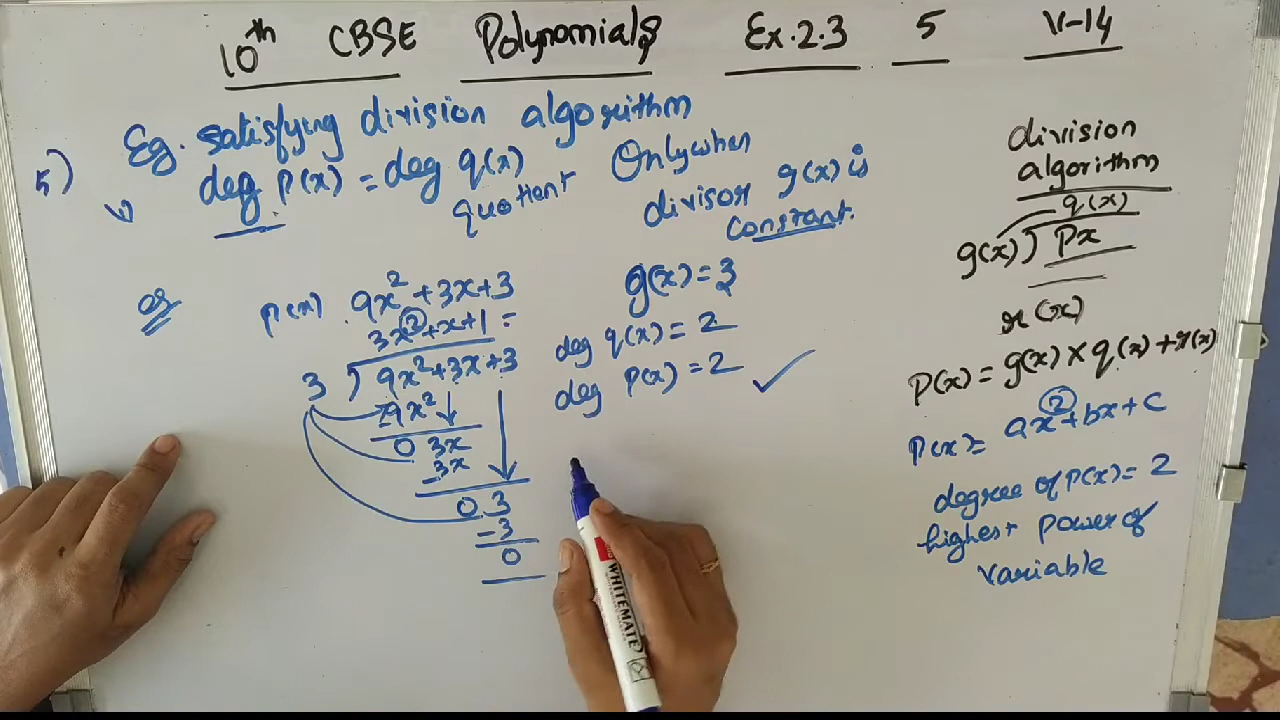 10th CBSE Polynomials Ex.2.3 5 V-14
Eg. satisfying division algorithm
5)
i) deg p(x) = deg q(x)
quotient
Only when
divisor g(x) is
constant.
p(x) 9x² + 3x + 3
3x² + x + 1 =
3 ) 9x² + 3x + 3
- 9x²
0 3x
- 3x
0 3
- 3
0
g(x) = 3
deg q(x) = 2
deg p(x) = 2 ✓
division
algorithm
q(x)
g(x) ) Px
r(x)
P(x) = g(x) × q(x) + r(x)
P(x) = ax² + bx + c
degree of P(x) = 2
highest power of
variable
WHITEMATE